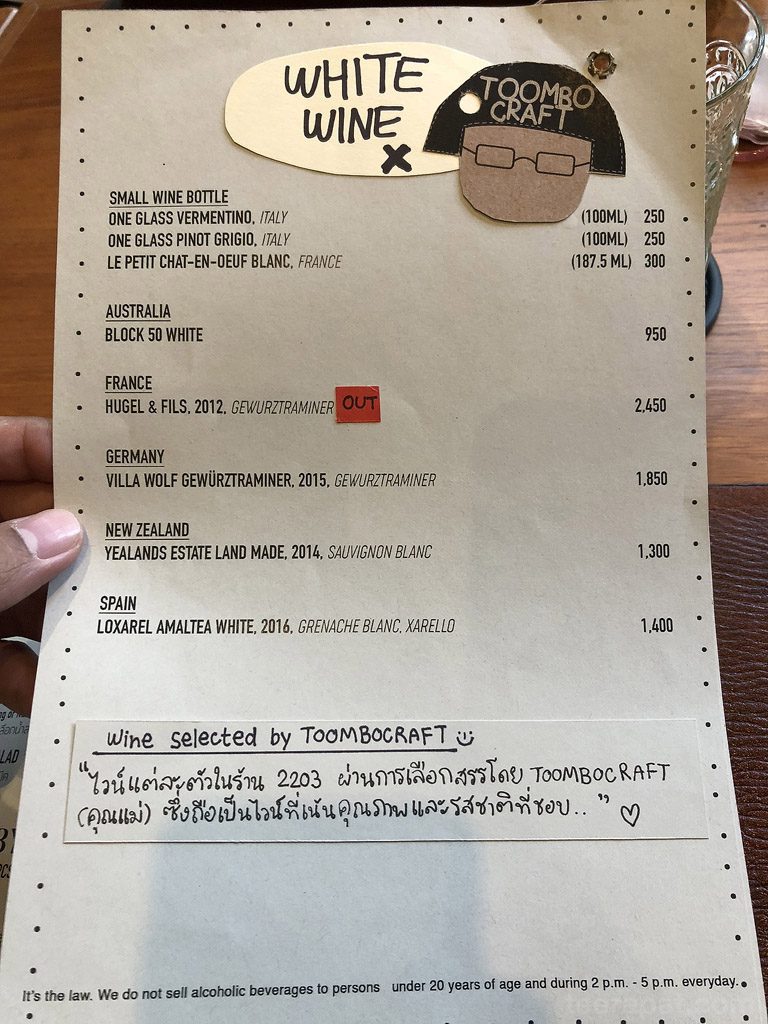 WHITE
WINE
X
TOOMBO
CRAFT
SMALL WINE BOTTLE
ONE GLASS VERMENTINO, ITALY (100ML) 250
ONE GLASS PINOT GRIGIO, ITALY (100ML) 250
LE PETIT CHAT-EN-OEUF BLANC, FRANCE (187.5 ML) 300
AUSTRALIA
BLOCK 50 WHITE 950
FRANCE
HUGEL & FILS, 2012, GEWURZTRAMINER OUT 2,450
GERMANY
VILLA WOLF GEWÜRZTRAMINER, 2015, GEWURZTRAMINER 1,850
NEW ZEALAND
YEALANDS ESTATE LAND MADE, 2014, SAUVIGNON BLANC 1,300
SPAIN
LOXAREL AMALTEA WHITE, 2016, GRENACHE BLANC, XARELLO 1,400
Wine selected by TOOMBOCRAFT
"ไวน์แต่ละตัวในร้าน 2203 ผ่านการเลือกสรรโดย TOOMBOCRAFT
(คุณแม่) ซึ่งถือเป็นไวน์ที่เน้นคุณภาพและรสชาติที่ชอบ.."
It's the law. We do not sell alcoholic beverages to persons under 20 years of age and during 2 p.m. - 5 p.m. everyday.